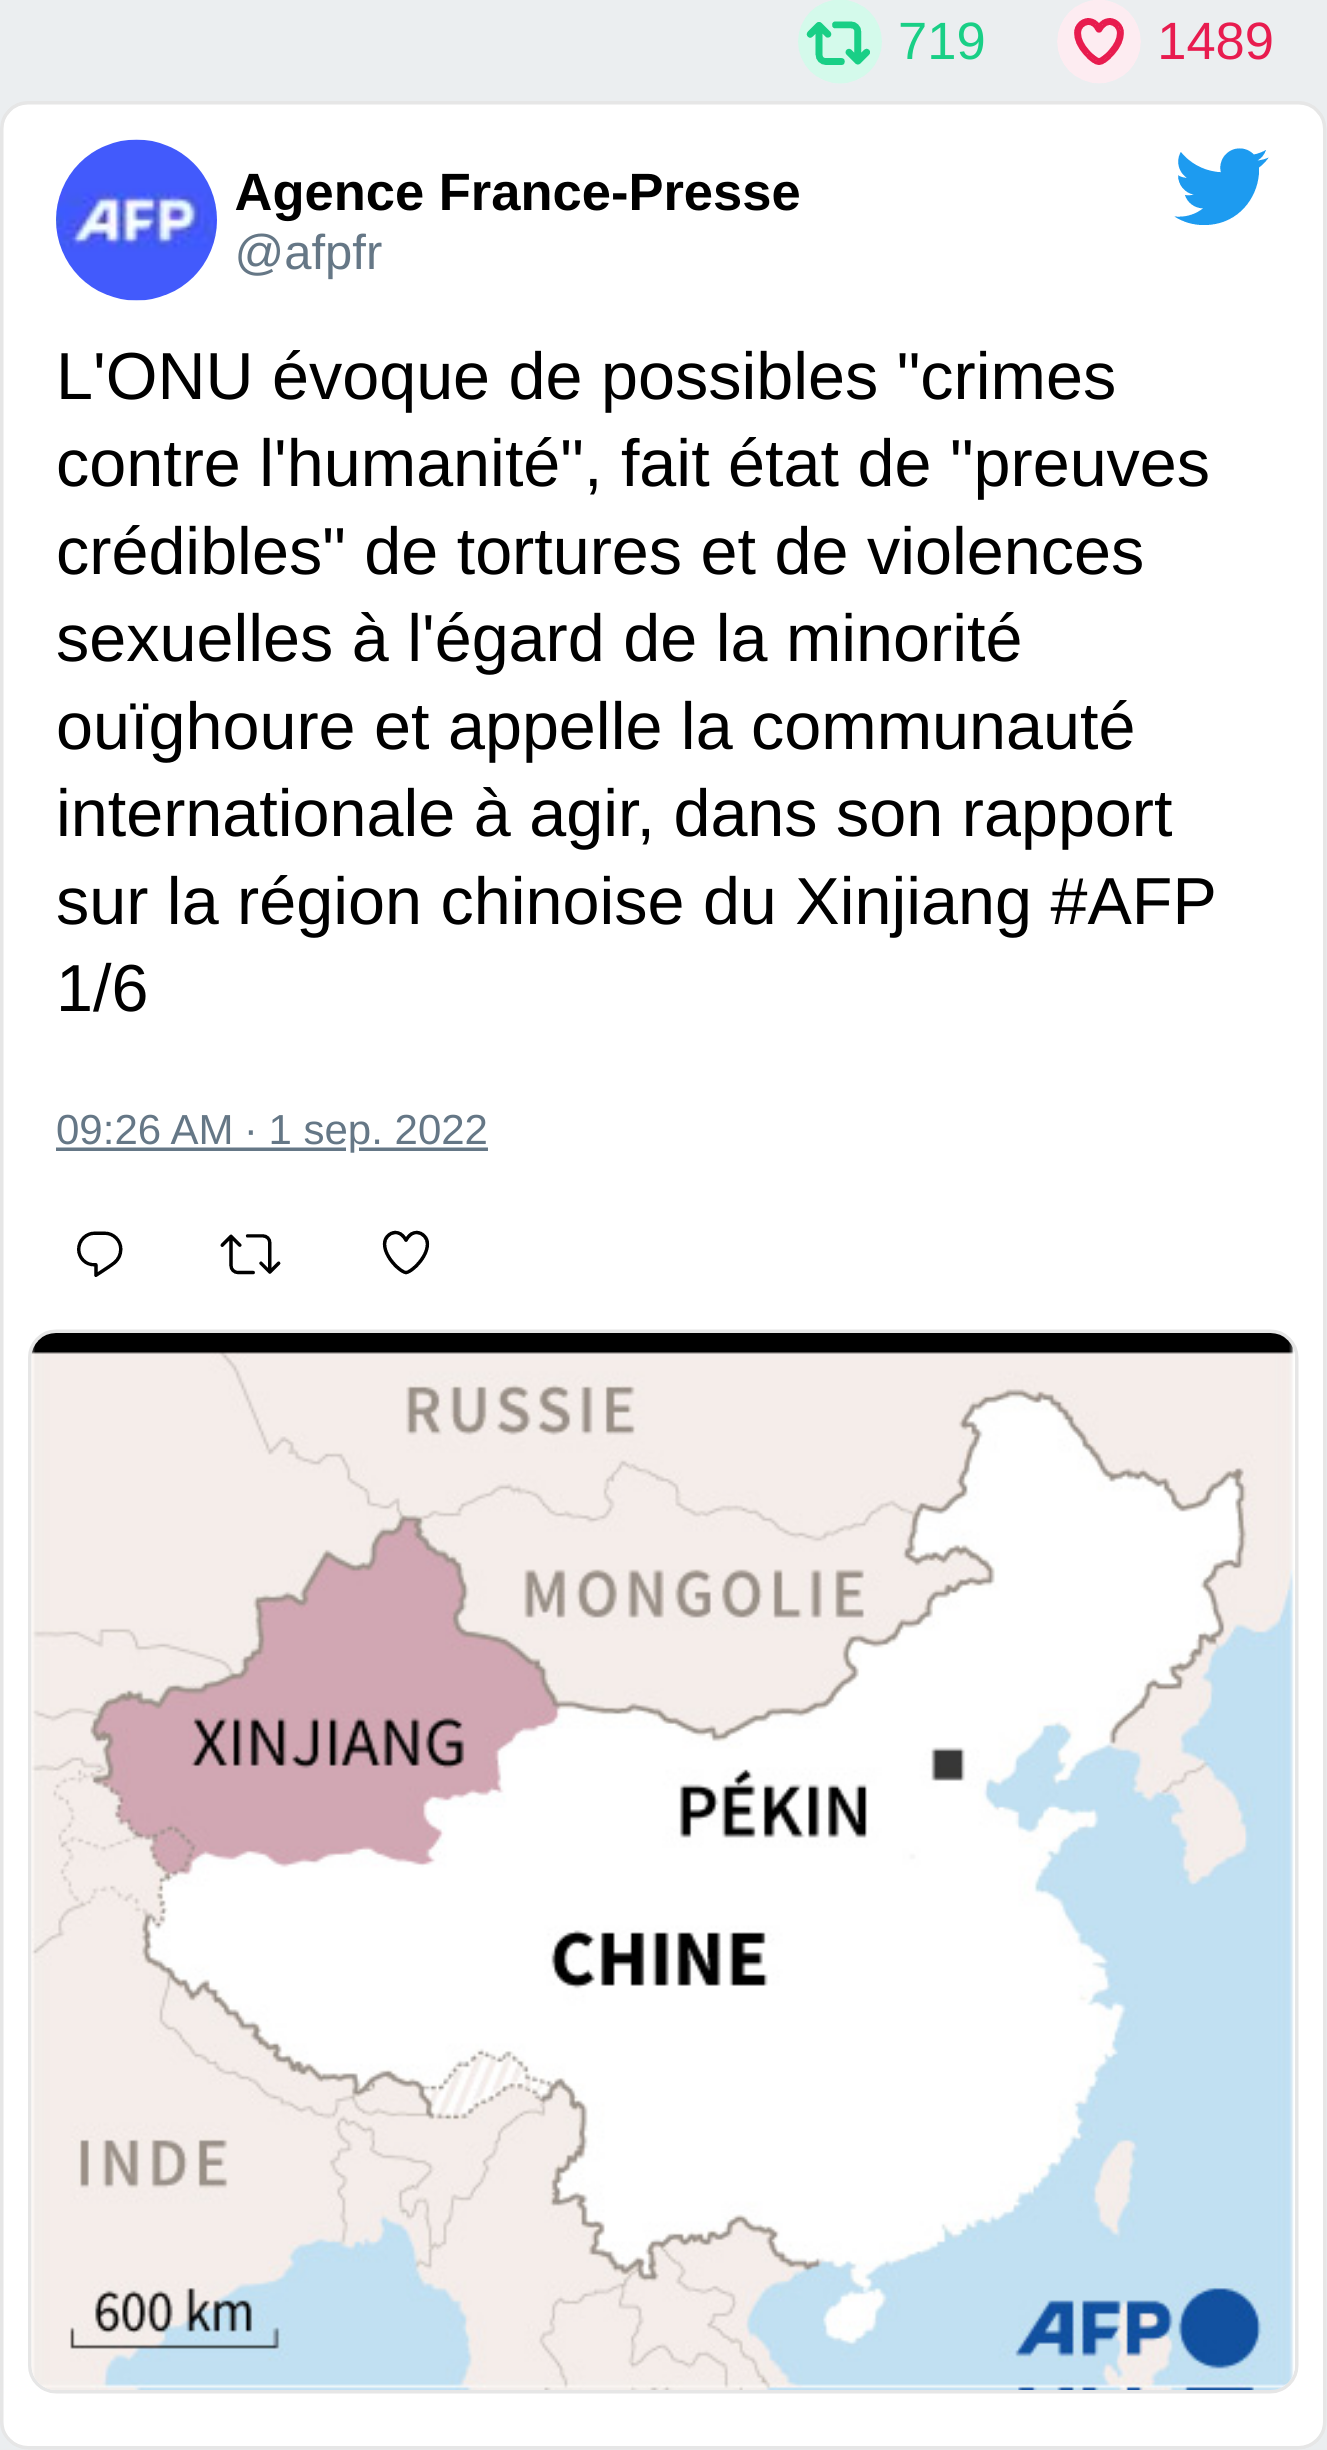 719 1489
AFP
Agence France-Presse
@afpfr
L'ONU évoque de possibles "crimes
contre l'humanité", fait état de "preuves
crédibles" de tortures et de violences
sexuelles à l'égard de la minorité
ouïghoure et appelle la communauté
internationale à agir, dans son rapport
sur la région chinoise du Xinjiang #AFP
1/6
09:26 AM · 1 sep. 2022
RUSSIE
MONGOLIE
XINJIANG
PÉKIN
CHINE
INDE
600 km
AFP